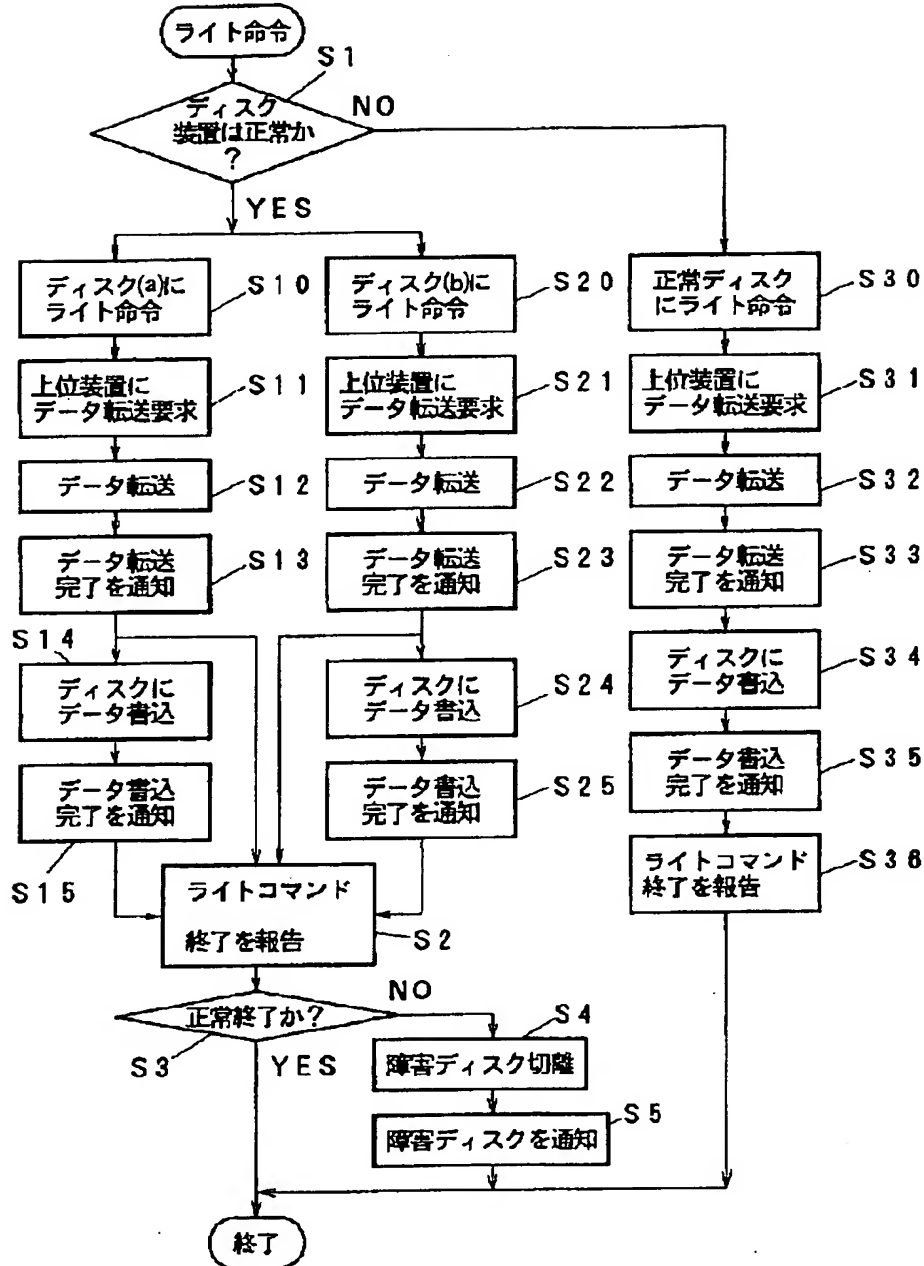 ライト命令
S1
ディスク
装置は正常か
?
NO
YES
ディスク(a)に
ライト命令
S10
上位装置に
データ転送要求
S11
データ転送
S12
データ転送
完了を通知
S13
S14
ディスクに
データ書込
データ書込
完了を通知
S15
ディスク(b)に
ライト命令
S20
上位装置に
データ転送要求
S21
データ転送
S22
データ転送
完了を通知
S23
ディスクに
データ書込
S24
データ書込
完了を通知
S25
正常ディスク
にライト命令
S30
上位装置に
データ転送要求
S31
データ転送
S32
データ転送
完了を通知
S33
ディスクに
データ書込
S34
データ書込
完了を通知
S35
ライトコマンド
終了を報告
S36
ライトコマンド
終了を報告
S2
正常終了か?
NO
S3
YES
S4
障害ディスク切離
S5
障害ディスクを通知
終了